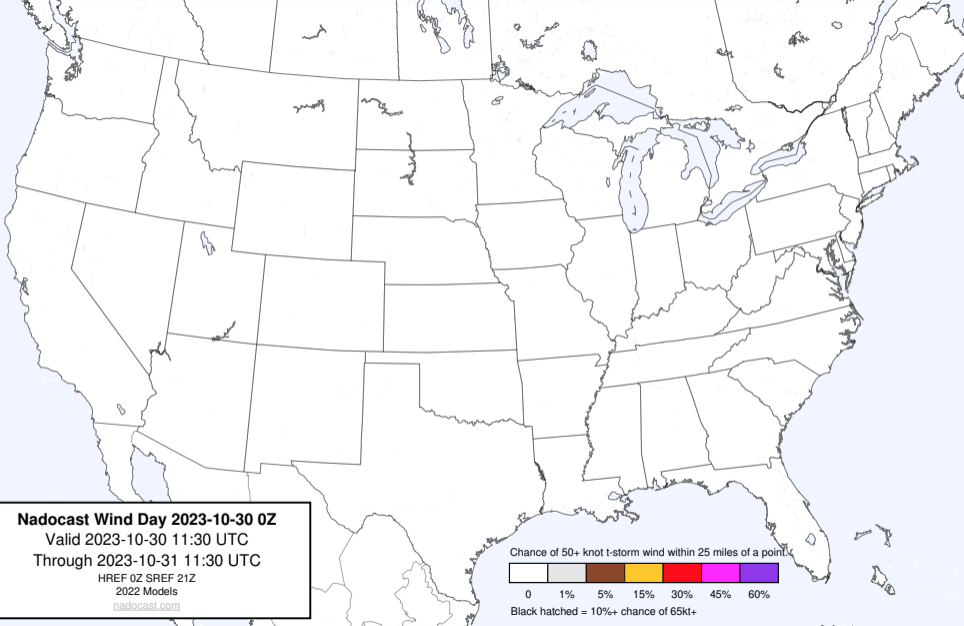 Nadocast Wind Day 2023-10-30 0Z
Valid 2023-10-30 11:30 UTC
Through 2023-10-31 11:30 UTC
HREF 0Z SREF 21Z
2022 Models
nadocast.com
Chance of 50+ knot t-storm wind within 25 miles of a point.
0 1% 5% 15% 30% 45% 60%
Black hatched = 10%+ chance of 65kt+